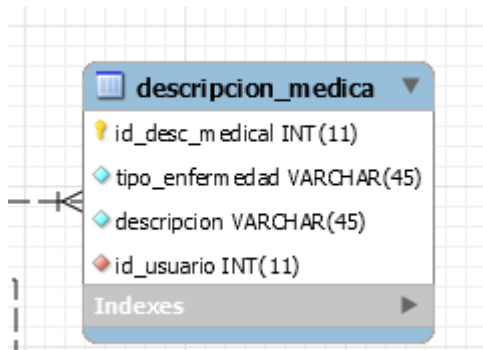 descripcion_medica
id_desc_medical INT(11)
tipo_enfermedad VARCHAR(45)
descripcion VARCHAR(45)
id_usuario INT(11)
Indexes